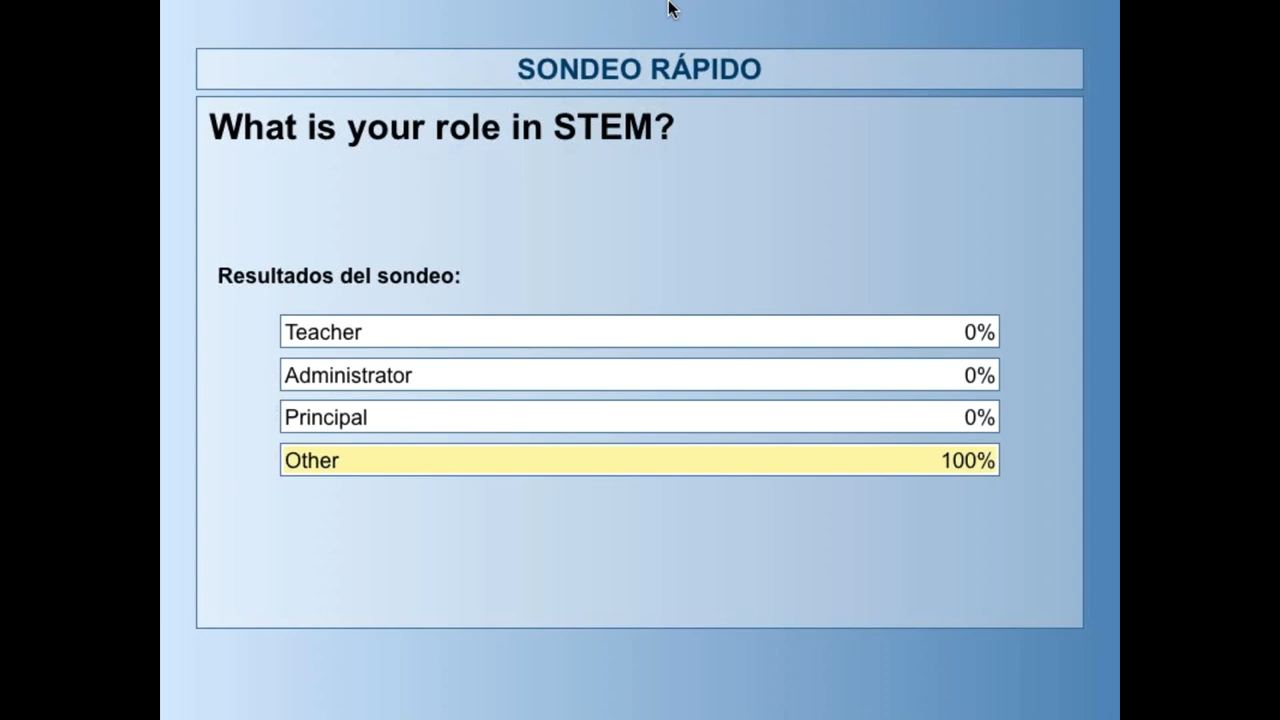 SONDEO RÁPIDO
What is your role in STEM?
Resultados del sondeo:
Teacher 0%
Administrator 0%
Principal 0%
Other 100%